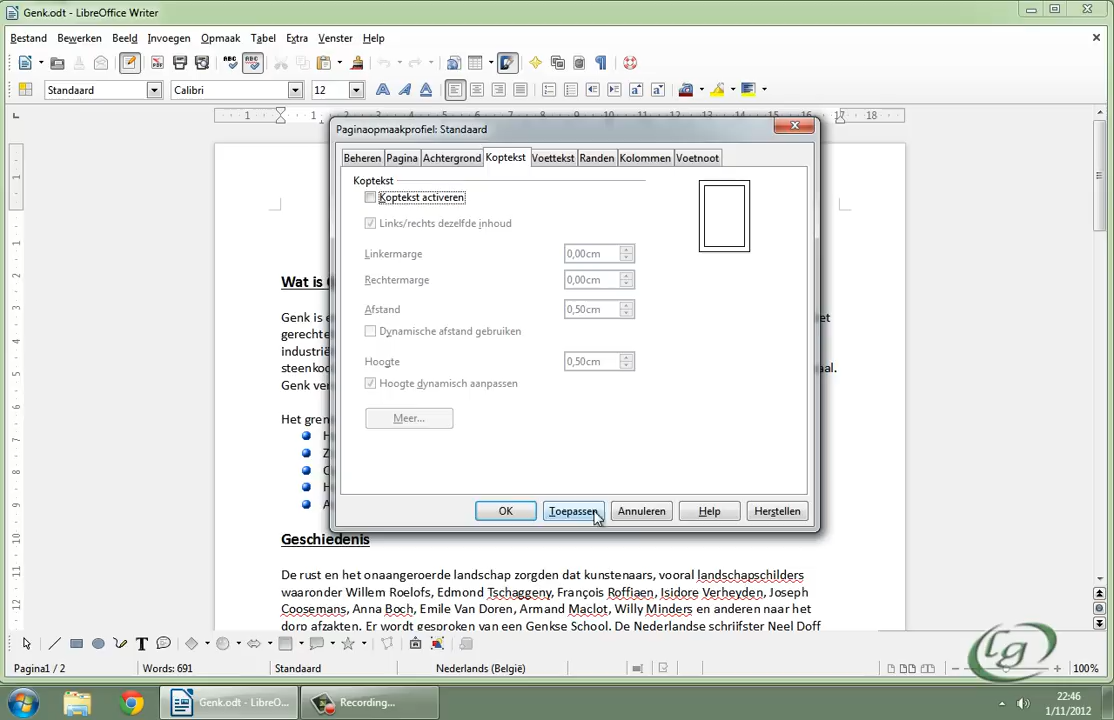 Genk.odt - LibreOffice Writer
Bestand Bewerken Beeld Invoegen Opmaak Tabel Extra Venster Help
Standaard Calibri 12
Paginaopmaakprofiel: Standaard
Beheren Pagina Achtergrond Koptekst Voettekst Randen Kolommen Voetnoot
Koptekst
Koptekst activeren
Links/rechts dezelfde inhoud
Linkermarge 0,00cm
Rechtermarge 0,00cm
Afstand 0,50cm
Dynamische afstand gebruiken
Hoogte 0,50cm
Hoogte dynamisch aanpassen
Meer...
OK Toepassen Annuleren Help Herstellen
Wat is
Genk is
gerechte
industrië
steenko
Genk ver
Het gren
Geschiedenis
De rust en het onaangeroerde landschap zorgden dat kunstenaars, vooral landschapschilders
waaronder Willem Roelofs, Edmond Tschaggeny, François Roffiaen, Isidore Verheyden, Joseph
Coosemans, Anna Boch, Emile Van Doren, Armand Maclot, Willy Minders en anderen naar het
dorp afzakten. Er wordt gesproken van een Genkse School. De Nederlandse schrijfster Neel Doff
Pagina1 / 2 Words: 691 Standaard Nederlands (België) 100%
Genk.odt - LibreO... Recording...
22:46
1/11/2012
lg